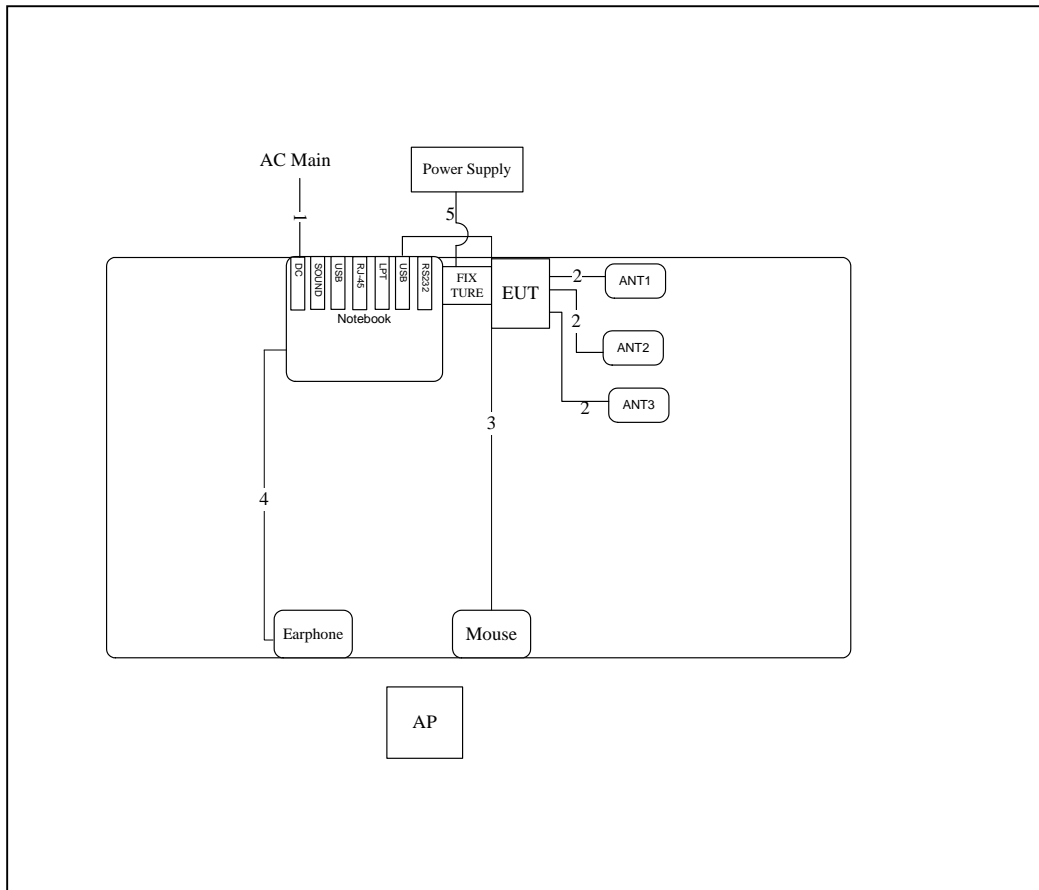 AC Main
Power Supply
1
5
DC
SOUND
USB
RJ-45
LPT
USB
RS232
Notebook
FIX
TURE
EUT
2
ANT1
2
ANT2
2
ANT3
3
4
Earphone
Mouse
AP